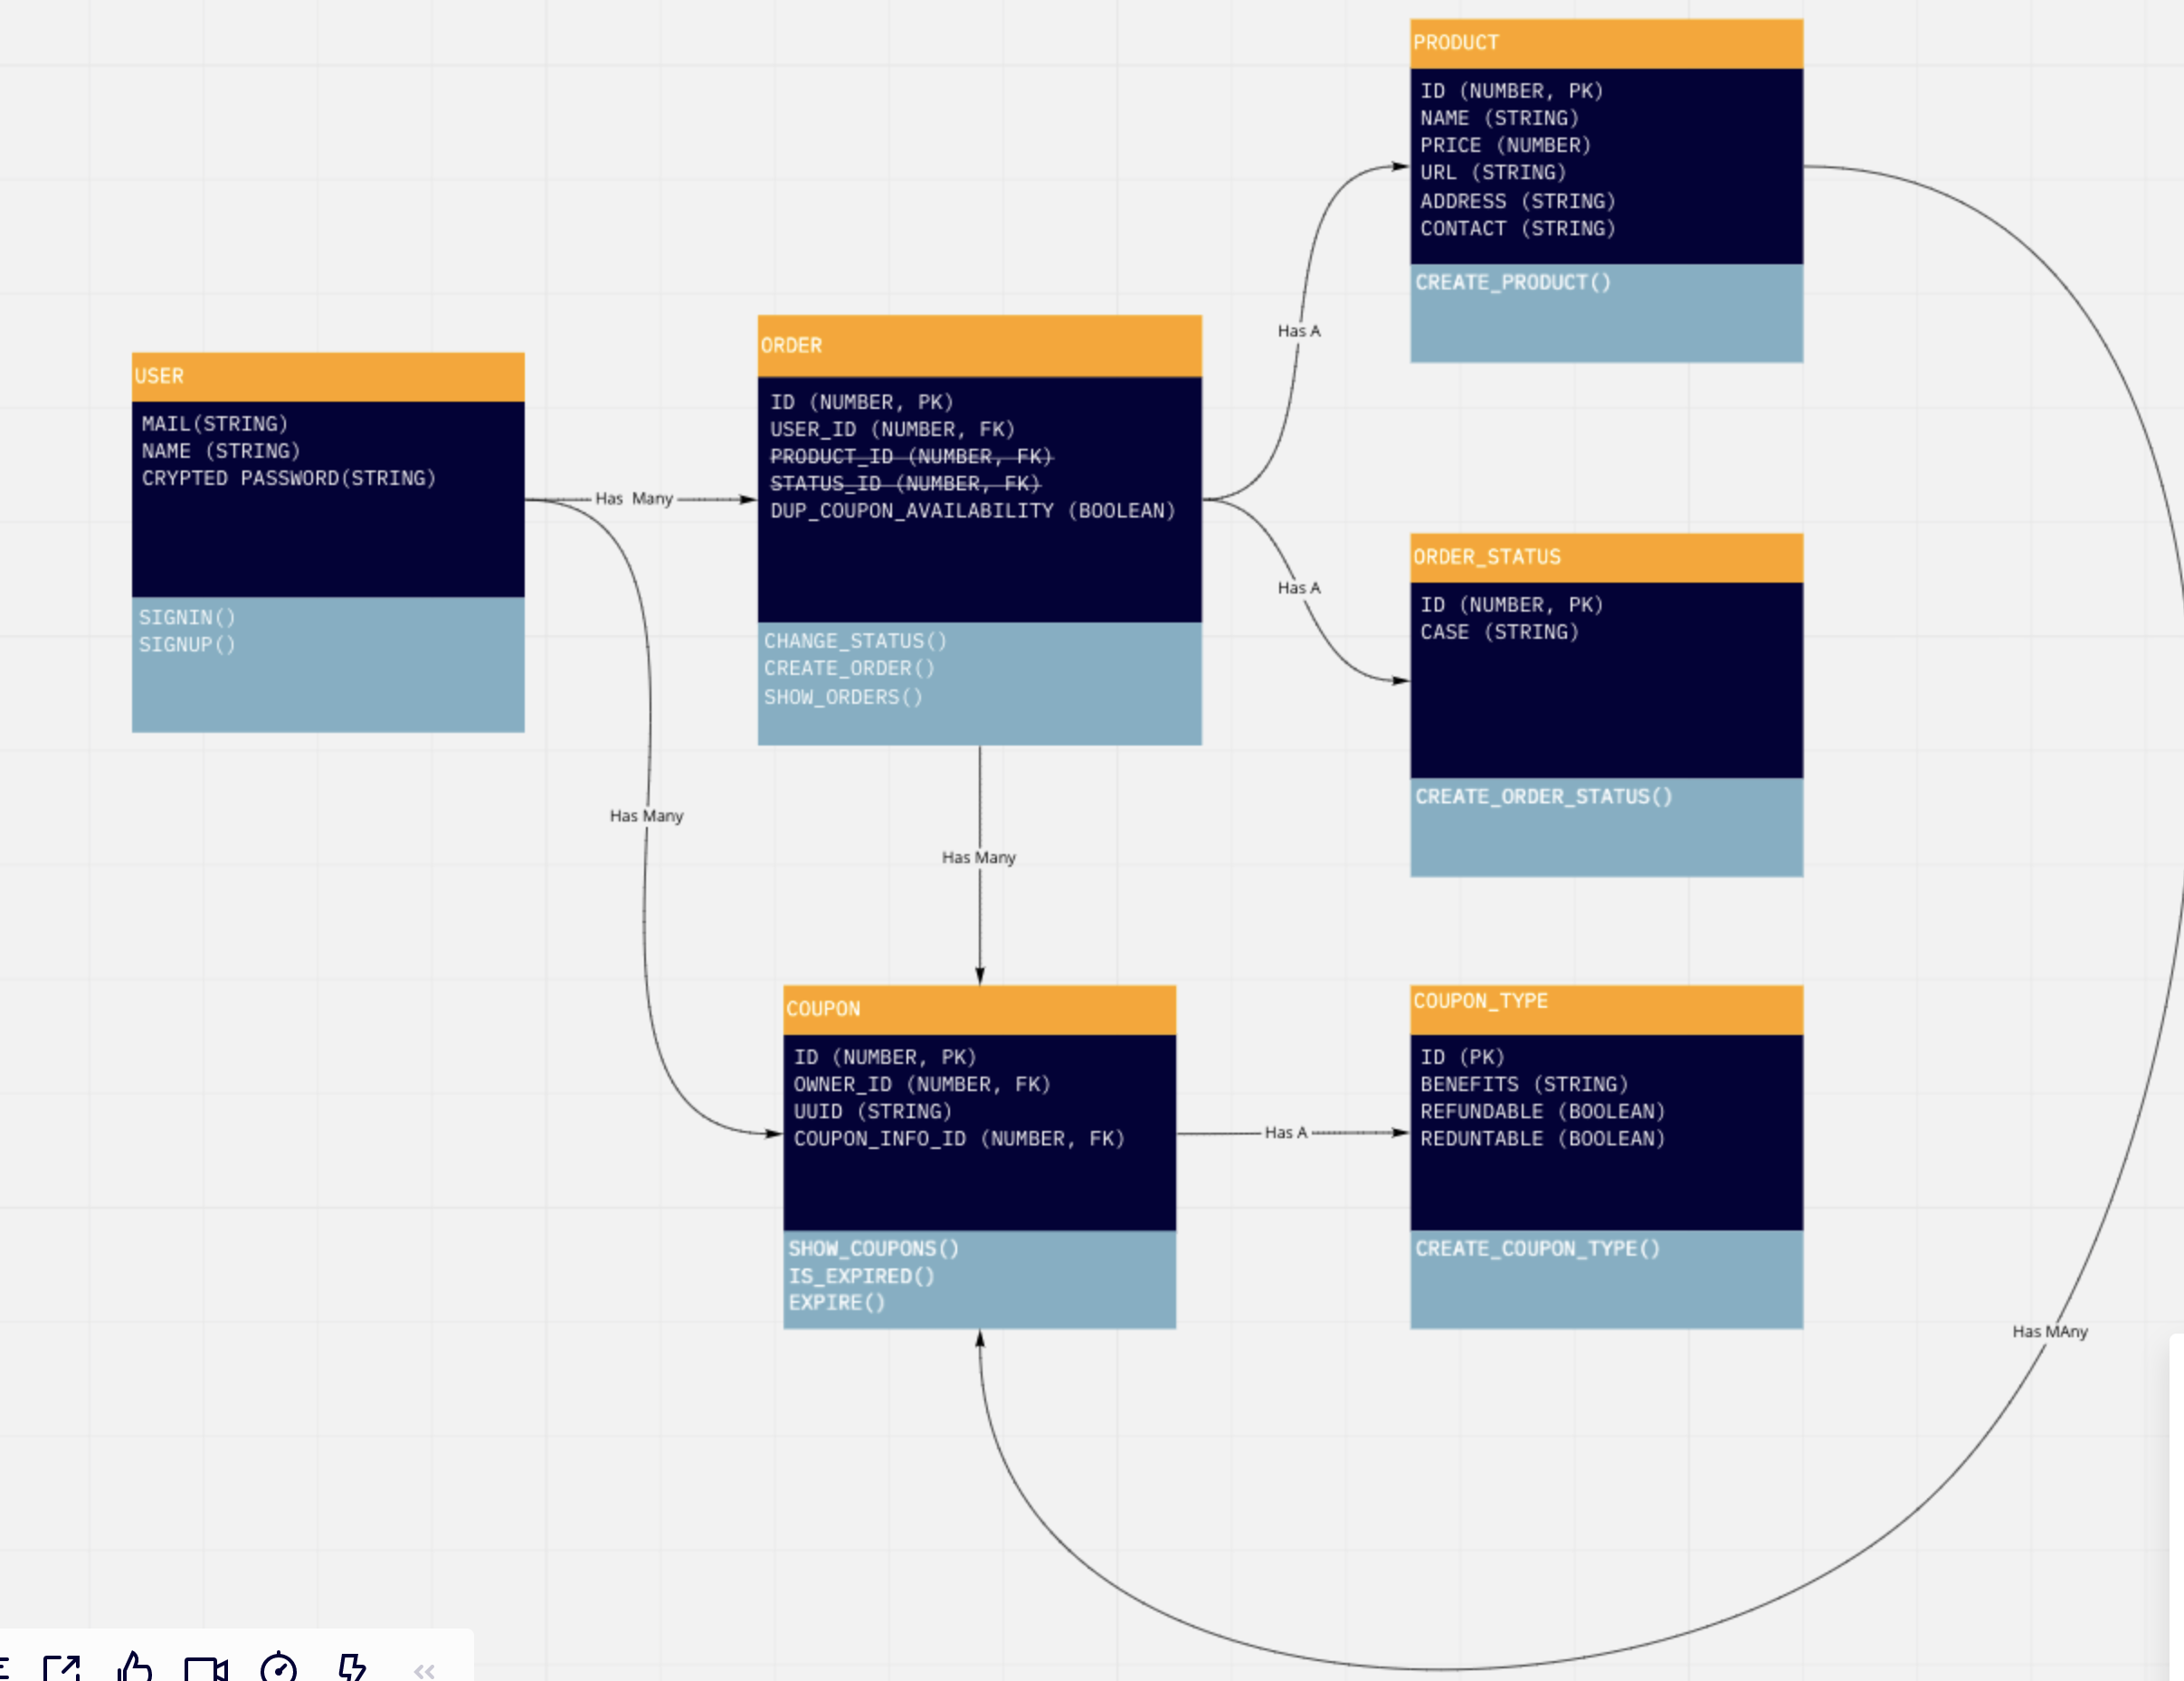 PRODUCT
ID (NUMBER, PK)
NAME (STRING)
PRICE (NUMBER)
URL (STRING)
ADDRESS (STRING)
CONTACT (STRING)
CREATE_PRODUCT()
Has A
ORDER
ID (NUMBER, PK)
USER_ID (NUMBER, FK)
PRODUCT_ID (NUMBER, FK)
STATUS_ID (NUMBER, FK)
DUP_COUPON_AVAILABILITY (BOOLEAN)
CHANGE_STATUS()
CREATE_ORDER()
SHOW_ORDERS()
USER
MAIL(STRING)
NAME (STRING)
CRYPTED PASSWORD(STRING)
SIGNIN()
SIGNUP()
Has  Many
Has A
ORDER_STATUS
ID (NUMBER, PK)
CASE (STRING)
CREATE_ORDER_STATUS()
Has Many
Has Many
COUPON
ID (NUMBER, PK)
OWNER_ID (NUMBER, FK)
UUID (STRING)
COUPON_INFO_ID (NUMBER, FK)
SHOW_COUPONS()
IS_EXPIRED()
EXPIRE()
Has A
COUPON_TYPE
ID (PK)
BENEFITS (STRING)
REFUNDABLE (BOOLEAN)
REDUNTABLE (BOOLEAN)
CREATE_COUPON_TYPE()
Has MAny